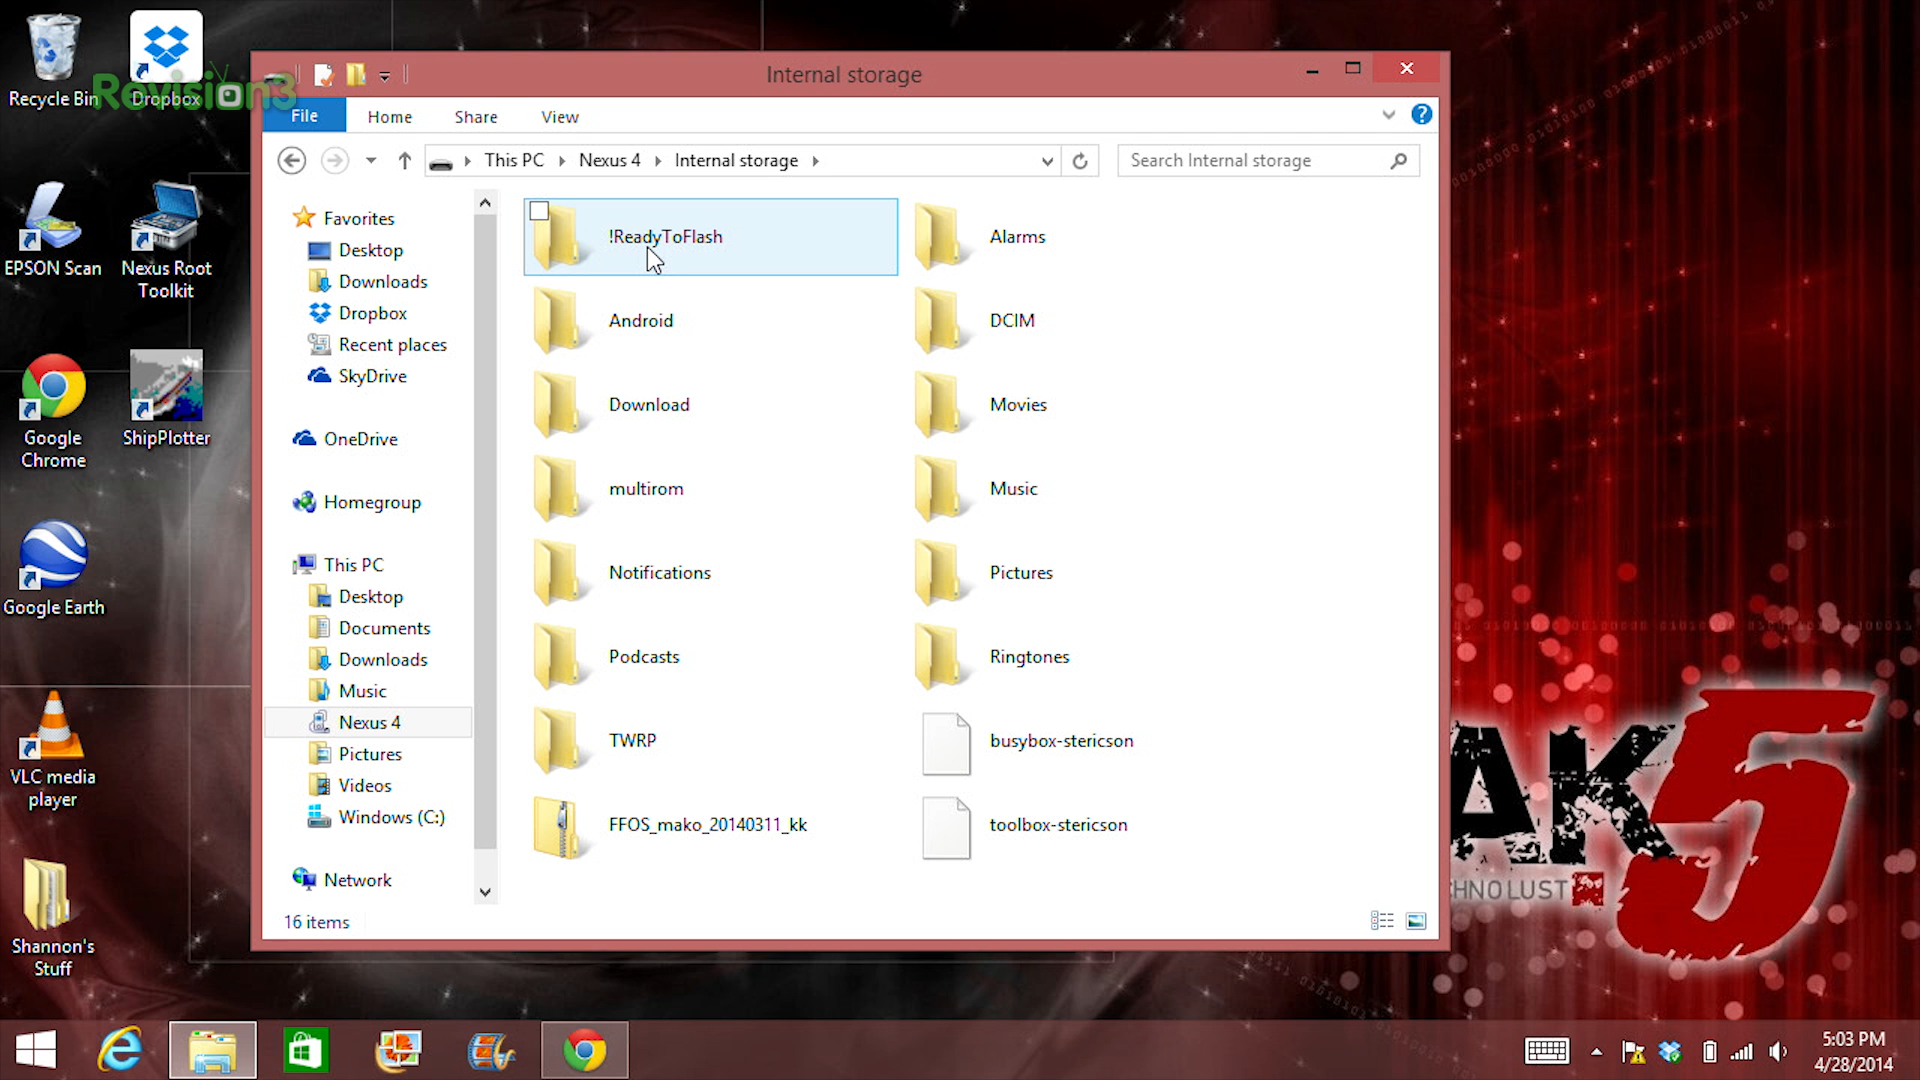 Recycle Bin
Dropbox
Revision3
EPSON Scan
Nexus Root
Toolkit
Google
Chrome
ShipPlotter
Google Earth
VLC media
player
Shannon's
Stuff
Internal storage
File
Home
Share
View
This PC
Nexus 4
Internal storage
Search Internal storage
Favorites
Desktop
Downloads
Dropbox
Recent places
SkyDrive
OneDrive
Homegroup
This PC
Desktop
Documents
Downloads
Music
Nexus 4
Pictures
Videos
Windows (C:)
Network
!ReadyToFlash
Alarms
Android
DCIM
Download
Movies
multirom
Music
Notifications
Pictures
Podcasts
Ringtones
TWRP
busybox-stericson
FFOS_mako_20140311_kk
toolbox-stericson
16 items
AK5
HNOLUST
5:03 PM
4/28/2014